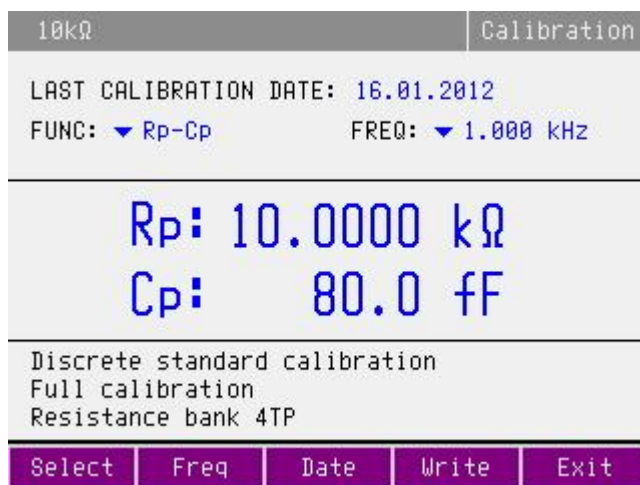 10kΩ Calibration
LAST CALIBRATION DATE: 16.01.2012
FUNC: Rp-Cp FREQ: 1.000 kHz
Rp: 10.0000 kΩ
Cp: 80.0 fF
Discrete standard calibration
Full calibration
Resistance bank 4TP
Select Freq Date Write Exit